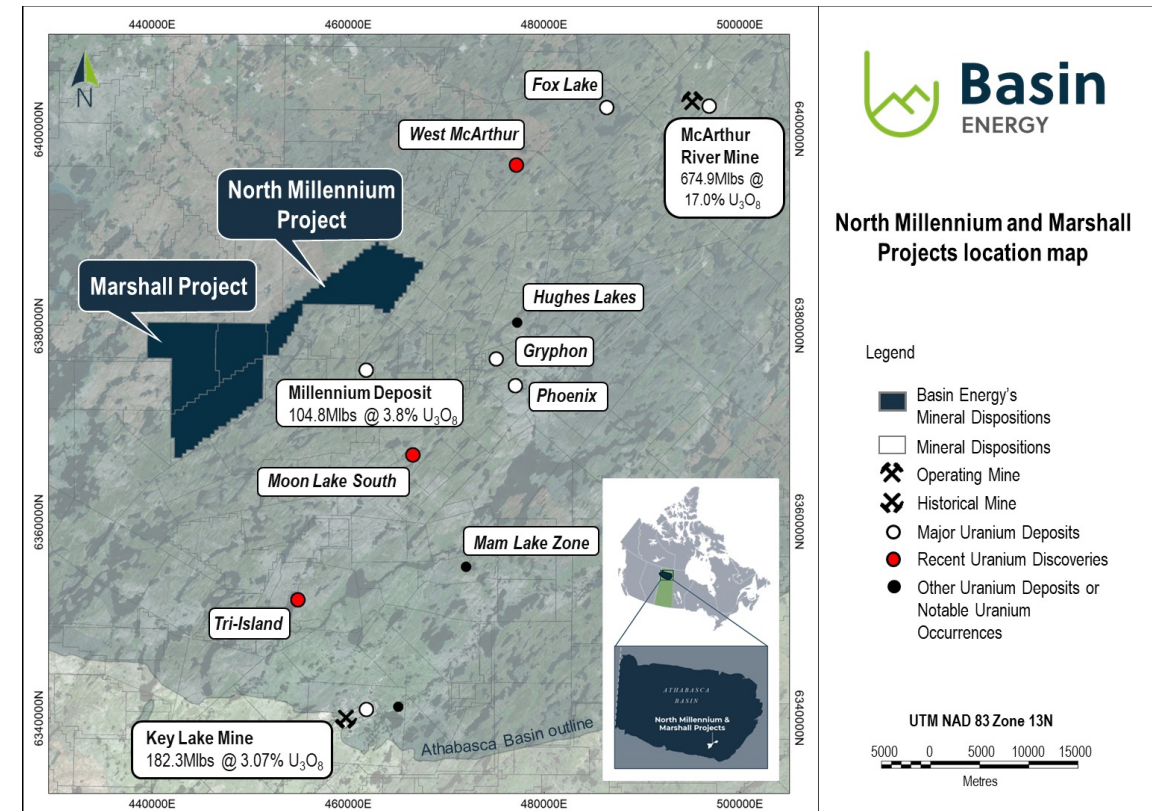 440000E 460000E 480000E 500000E
N
Fox Lake
West McArthur
McArthur
River Mine
674.9Mlbs @
17.0% U₃O₈
North Millennium
Project
Marshall Project
Hughes Lakes
Gryphon
Phoenix
Millennium Deposit
104.8Mlbs @ 3.8% U₃O₈
Moon Lake South
Mam Lake Zone
Tri-Island
Key Lake Mine
182.3Mlbs @ 3.07% U₃O₈
Athabasca Basin outline
6400000N
6380000N
6360000N
6340000N
6400000N
6380000N
6360000N
6340000N
440000E 460000E 480000E 500000E
ATHABASCA
BASIN
North Millennium &
Marshall Projects
Basin
ENERGY
North Millennium and Marshall
Projects location map
Legend
Basin Energy's
Mineral Dispositions
Mineral Dispositions
Operating Mine
Historical Mine
Major Uranium Deposits
Recent Uranium Discoveries
Other Uranium Deposits or
Notable Uranium
Occurrences
UTM NAD 83 Zone 13N
5000 0 5000 10000 15000
Metres